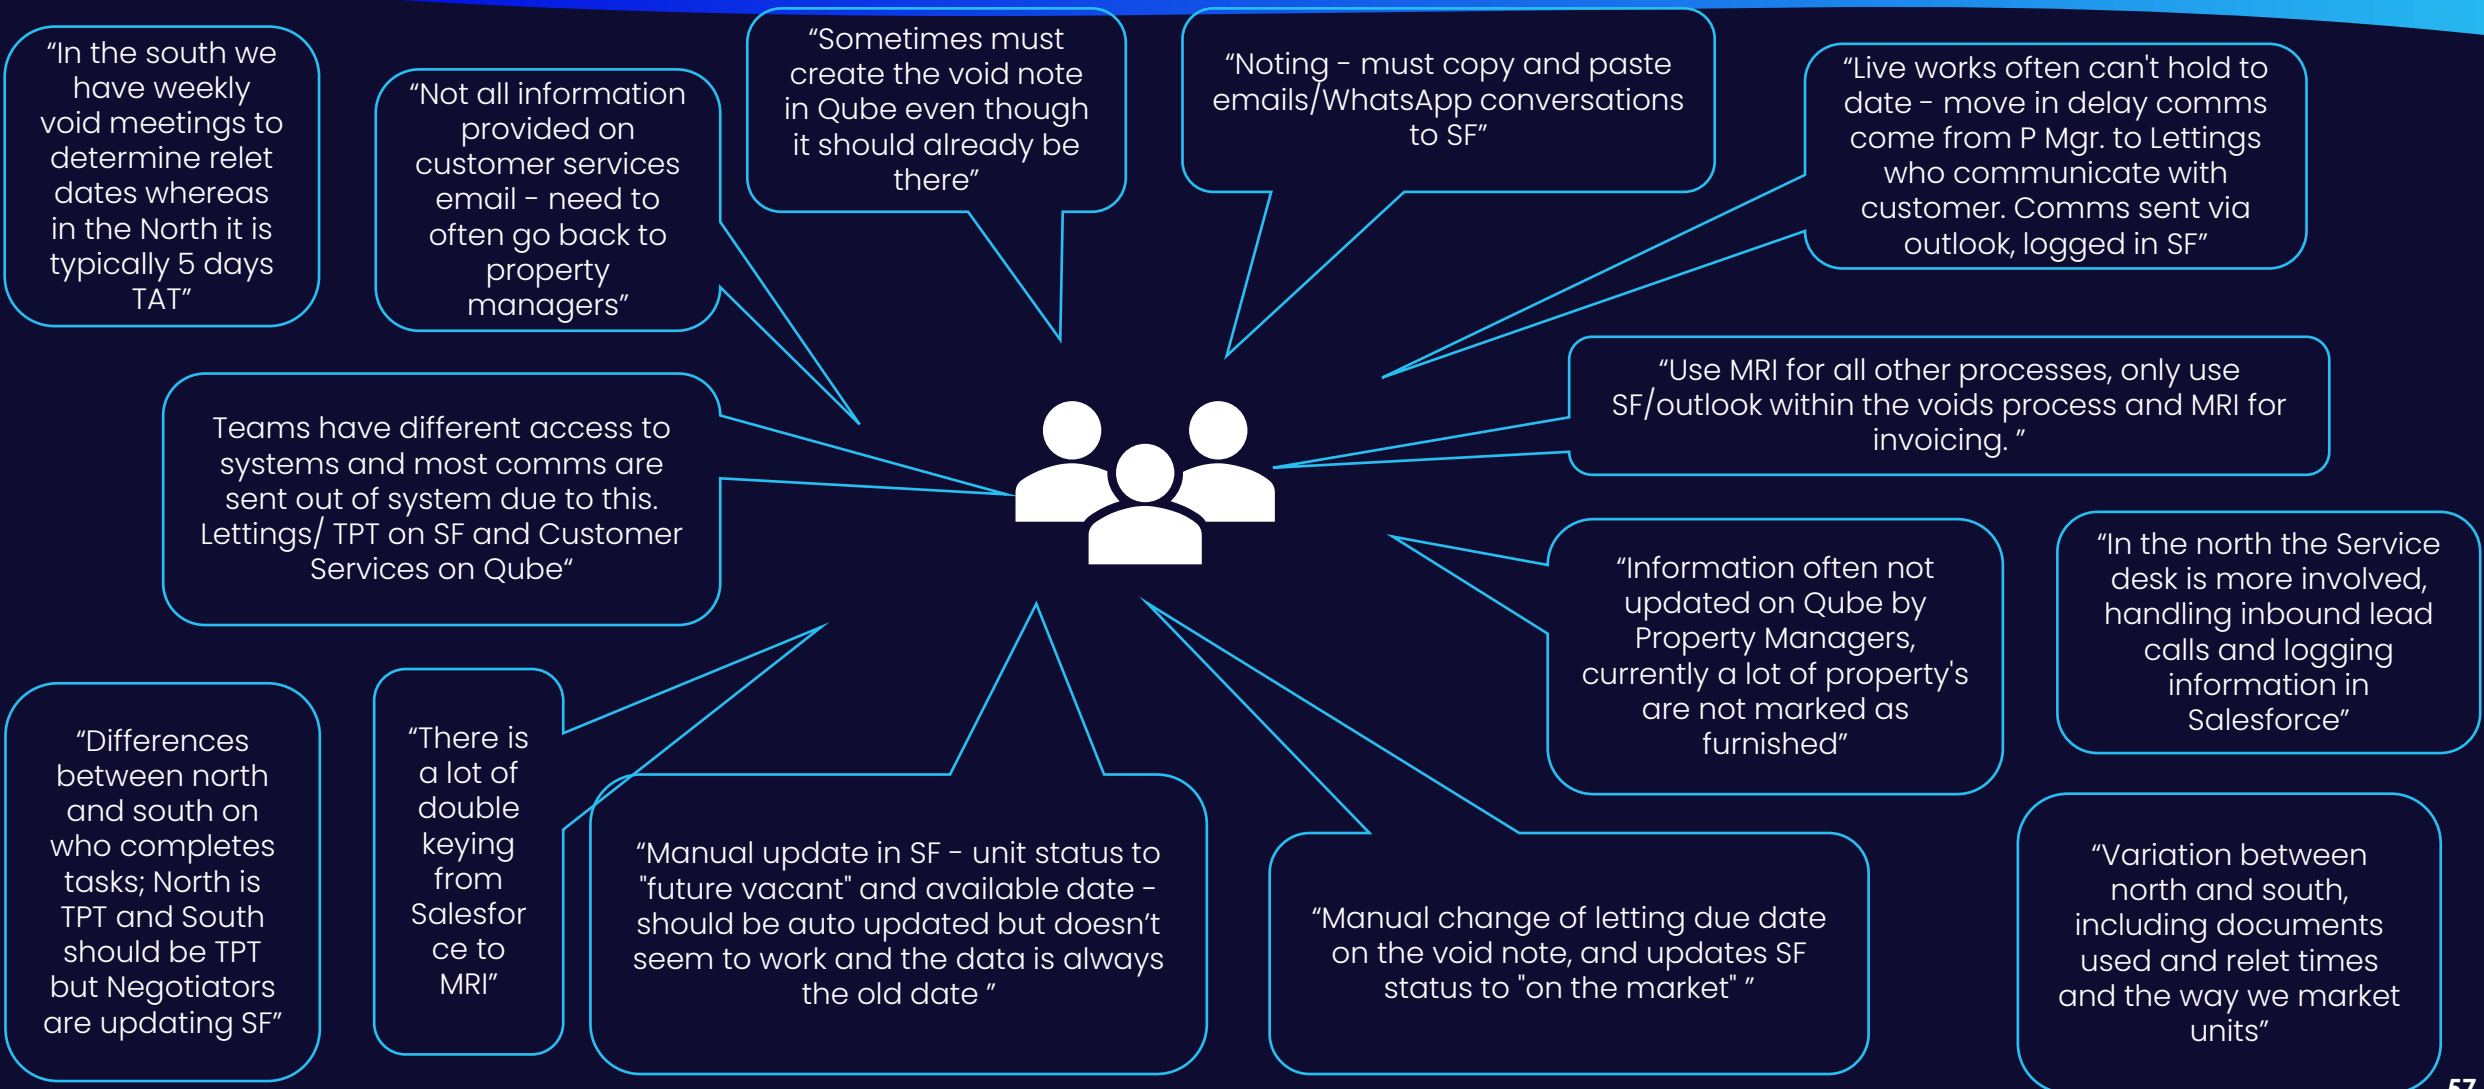 “In the south we
have weekly
void meetings to
determine relet
dates whereas
in the North it is
typically 5 days
TAT”
“Not all information
provided on
customer services
email - need to
often go back to
property
managers”
“Sometimes must
create the void note
in Qube even though
it should already be
there”
“Noting - must copy and paste
emails/WhatsApp conversations
to SF”
“Live works often can't hold to
date - move in delay comms
come from P Mgr. to Lettings
who communicate with
customer. Comms sent via
outlook, logged in SF”
Teams have different access to
systems and most comms are
sent out of system due to this.
Lettings/ TPT on SF and Customer
Services on Qube“
“Use MRI for all other processes, only use
SF/outlook within the voids process and MRI for
invoicing. ”
“Information often not
updated on Qube by
Property Managers,
currently a lot of property's
are not marked as
furnished”
“In the north the Service
desk is more involved,
handling inbound lead
calls and logging
information in
Salesforce”
“Differences
between north
and south on
who completes
tasks; North is
TPT and South
should be TPT
but Negotiators
are updating SF”
“There is
a lot of
double
keying
from
Salesfor
ce to
MRI”
“Manual update in SF - unit status to
"future vacant" and available date -
should be auto updated but doesn’t
seem to work and the data is always
the old date ”
“Manual change of letting due date
on the void note, and updates SF
status to "on the market" ”
“Variation between
north and south,
including documents
used and relet times
and the way we market
units”
57